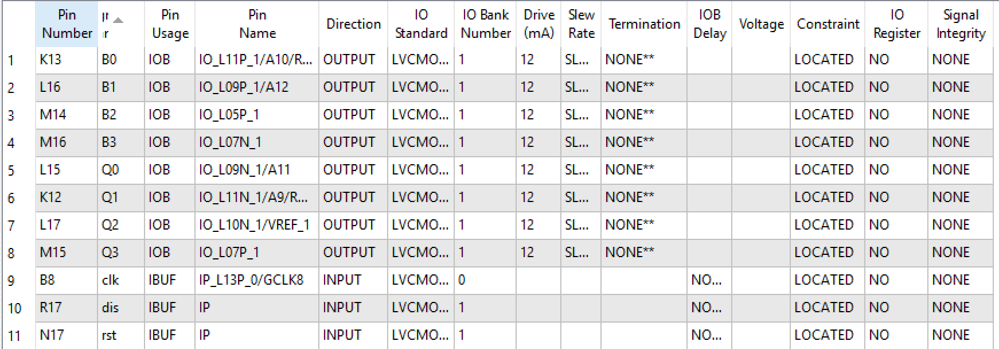 Pin Number Pin Usage Pin Name Direction IO Standard IO Bank Number Drive (mA) Slew Rate Termination IOB Delay Voltage Constraint IO Register Signal Integrity
1 K13 B0 IOB IO_L11P_1/A10/R... OUTPUT LVCMO... 1 12 SL... NONE** LOCATED NO NONE
2 L16 B1 IOB IO_L09P_1/A12 OUTPUT LVCMO... 1 12 SL... NONE** LOCATED NO NONE
3 M14 B2 IOB IO_L05P_1 OUTPUT LVCMO... 1 12 SL... NONE** LOCATED NO NONE
4 M16 B3 IOB IO_L07N_1 OUTPUT LVCMO... 1 12 SL... NONE** LOCATED NO NONE
5 L15 Q0 IOB IO_L09N_1/A11 OUTPUT LVCMO... 1 12 SL... NONE** LOCATED NO NONE
6 K12 Q1 IOB IO_L11N_1/A9/R... OUTPUT LVCMO... 1 12 SL... NONE** LOCATED NO NONE
7 L17 Q2 IOB IO_L10N_1/VREF_1 OUTPUT LVCMO... 1 12 SL... NONE** LOCATED NO NONE
8 M15 Q3 IOB IO_L07P_1 OUTPUT LVCMO... 1 12 SL... NONE** LOCATED NO NONE
9 B8 clk IBUF IP_L13P_0/GCLK8 INPUT LVCMO... 0 NO... LOCATED NO NONE
10 R17 dis IBUF IP INPUT LVCMO... 1 NO... LOCATED NO NONE
11 N17 rst IBUF IP INPUT LVCMO... 1 NO... LOCATED NO NONE